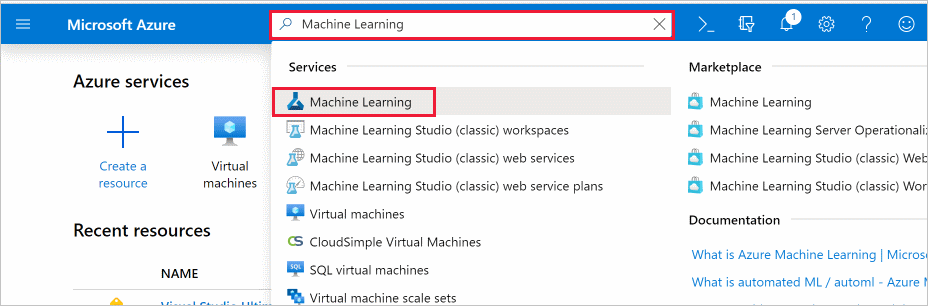 Microsoft Azure
Machine Learning
1
Azure services
Create a
resource
Virtual
machines
Recent resources
NAME
Services
Machine Learning
Machine Learning Studio (classic) workspaces
Machine Learning Studio (classic) web services
Machine Learning Studio (classic) web service plans
Virtual machines
CS
CloudSimple Virtual Machines
SQL
SQL virtual machines
Virtual machine scale sets
Marketplace
Machine Learning
Machine Learning Server Operationali
Machine Learning Studio (classic) Web
Machine Learning Studio (classic) Wor
Documentation
What is Azure Machine Learning | Micros
What is automated ML / automl - Azure M